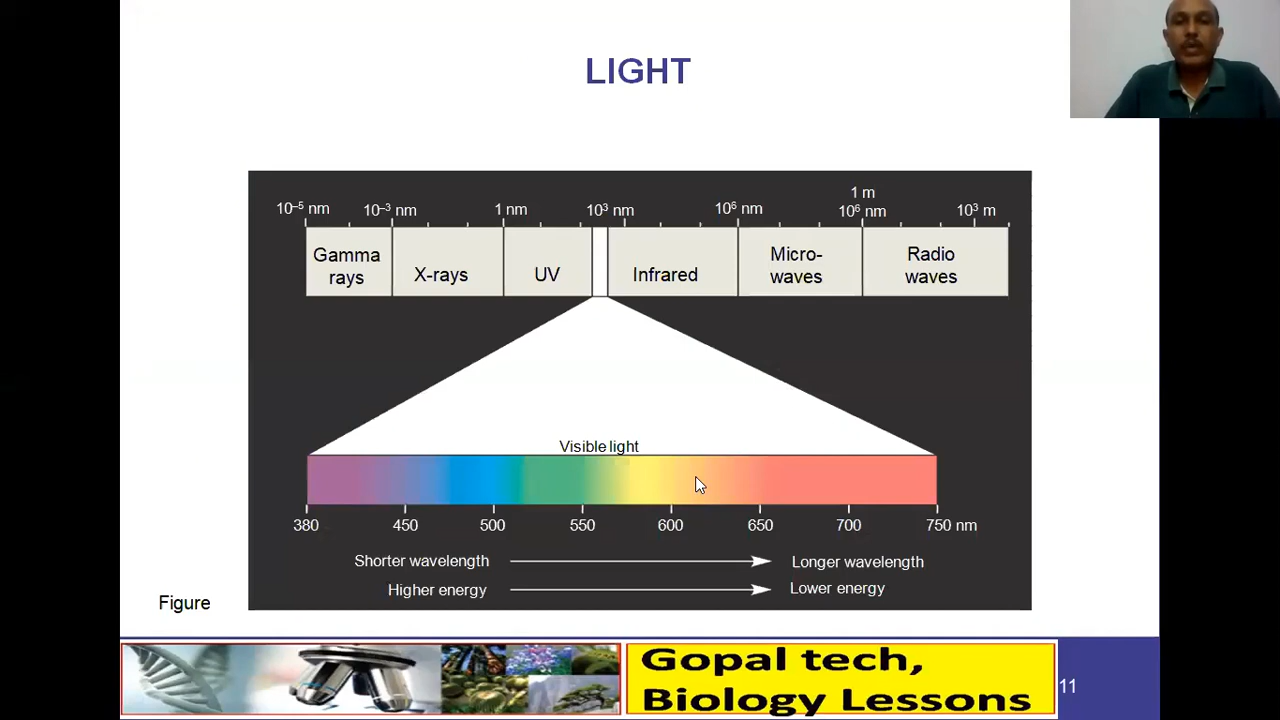 LIGHT
1 m
10⁻⁵ nm 10⁻³ nm 1 nm 10³ nm 10⁶ nm 10⁶ nm 10³ m
Gamma rays X-rays UV Infrared Micro-waves Radio waves
Visible light
380 450 500 550 600 650 700 750 nm
Shorter wavelength Longer wavelength
Higher energy Lower energy
Figure
Gopal tech,
Biology Lessons
11